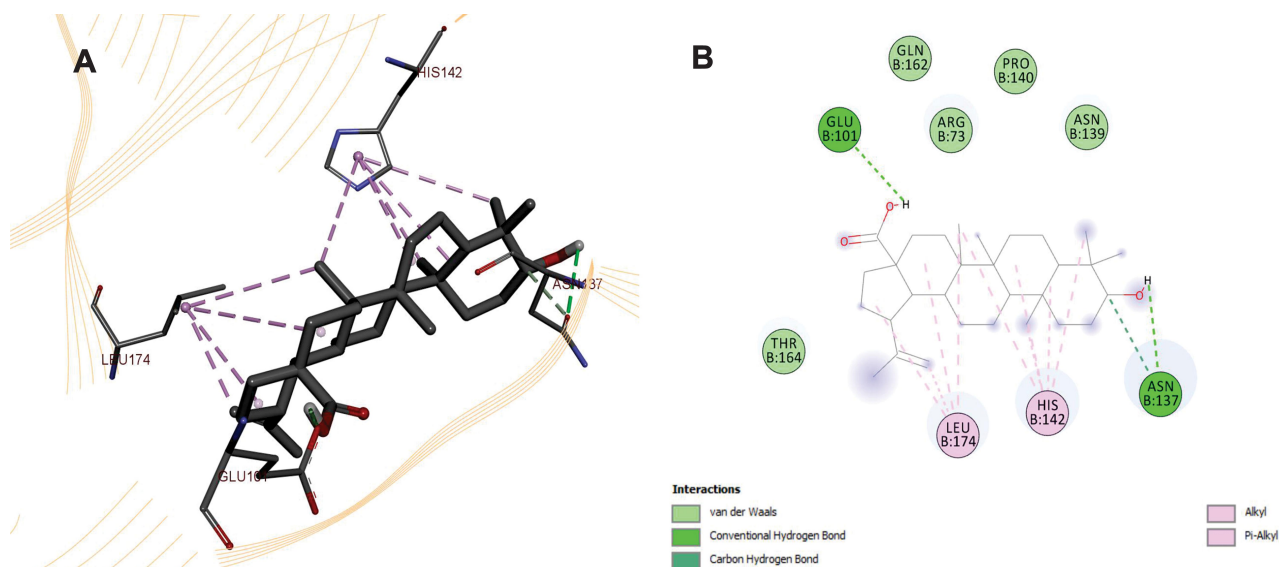 A
HIS142
ASN137
LEU174
GLU101
B
GLN
B:162
PRO
B:140
GLU
B:101
ARG
B:73
ASN
B:139
O
H
O
H
O
THR
B:164
ASN
B:137
HIS
B:142
LEU
B:174
Interactions
van der Waals
Conventional Hydrogen Bond
Carbon Hydrogen Bond
Alkyl
Pi-Alkyl